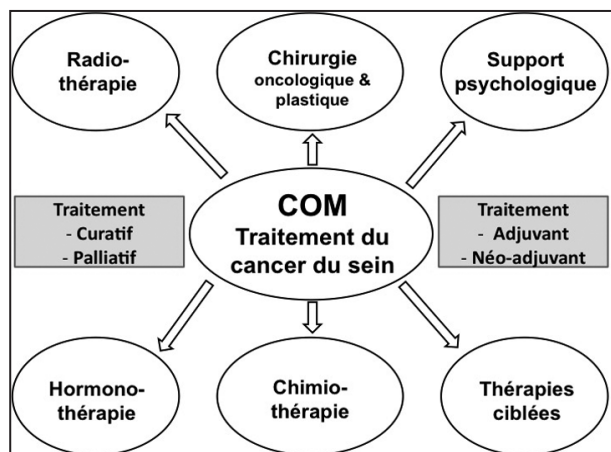 Radio-
thérapie
Chirurgie
oncologique &
plastique
Support
psychologique
Traitement
- Curatif
- Palliatif
COM
Traitement du
cancer du sein
Traitement
- Adjuvant
- Néo-adjuvant
Hormono-
thérapie
Chimio-
thérapie
Thérapies
ciblées